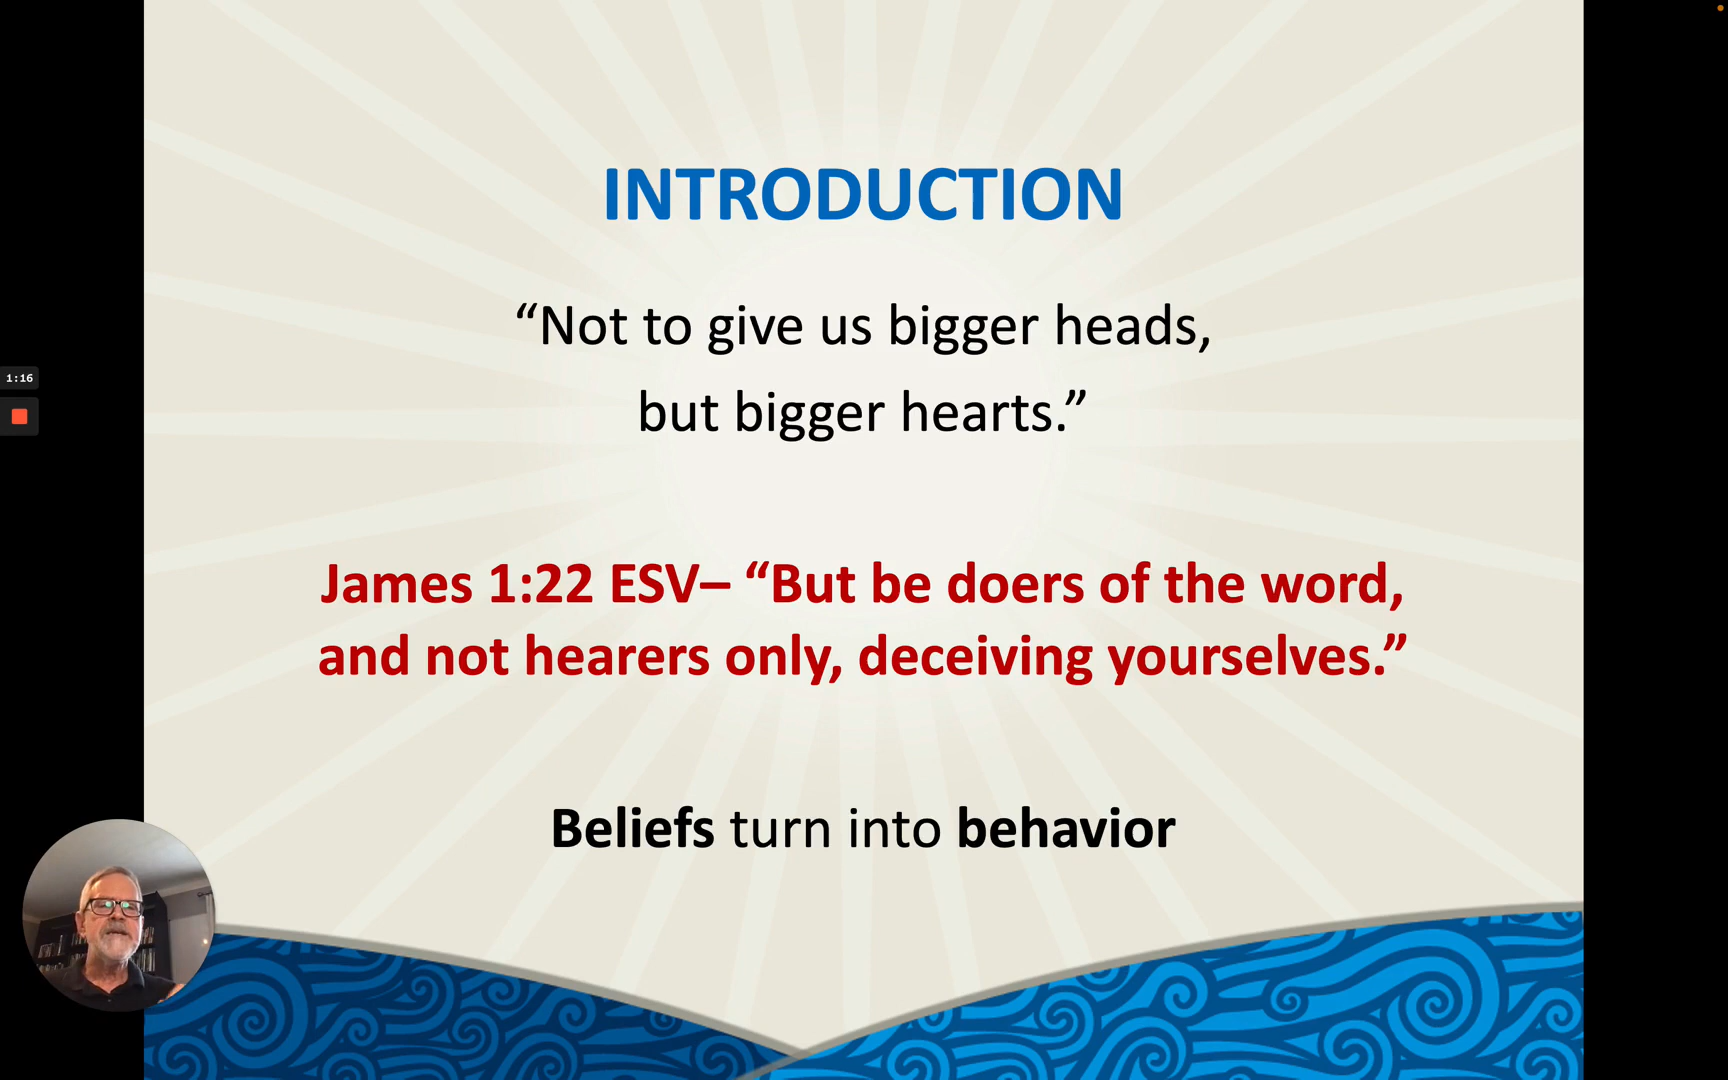 INTRODUCTION
“Not to give us bigger heads,
but bigger hearts.”
James 1:22 ESV– “But be doers of the word,
and not hearers only, deceiving yourselves.”
Beliefs turn into behavior
1:16